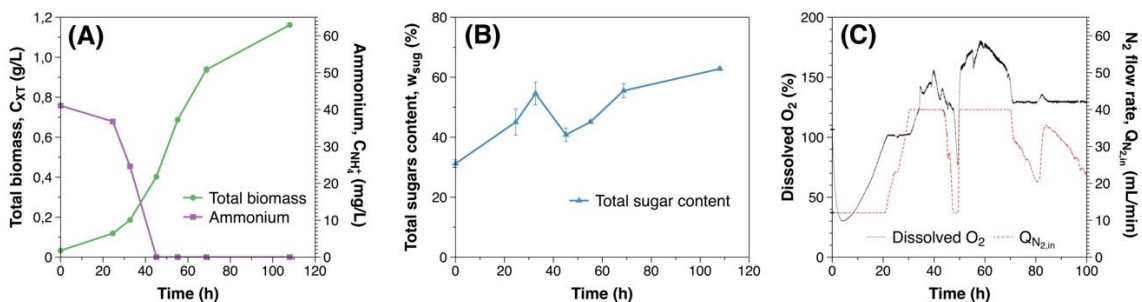 (A)
Total biomass, C_XT (g/L)
1,2
1,0
0,8
0,6
0,4
0,2
0
60
50
40
30
20
10
0
Ammonium, C_NH₄⁺ (mg/L)
Total biomass
Ammonium
0 20 40 60 80 100 120
Time (h)
(B)
Total sugars content, w_sug (%)
80
60
40
20
0
Total sugar content
0 20 40 60 80 100 120
Time (h)
(C)
Dissolved O₂ (%)
200
150
100
50
0
60
50
40
30
20
10
0
N₂ flow rate, Q_N₂,in (mL/min)
Dissolved O₂
Q_N₂,in
0 20 40 60 80 100
Time (h)